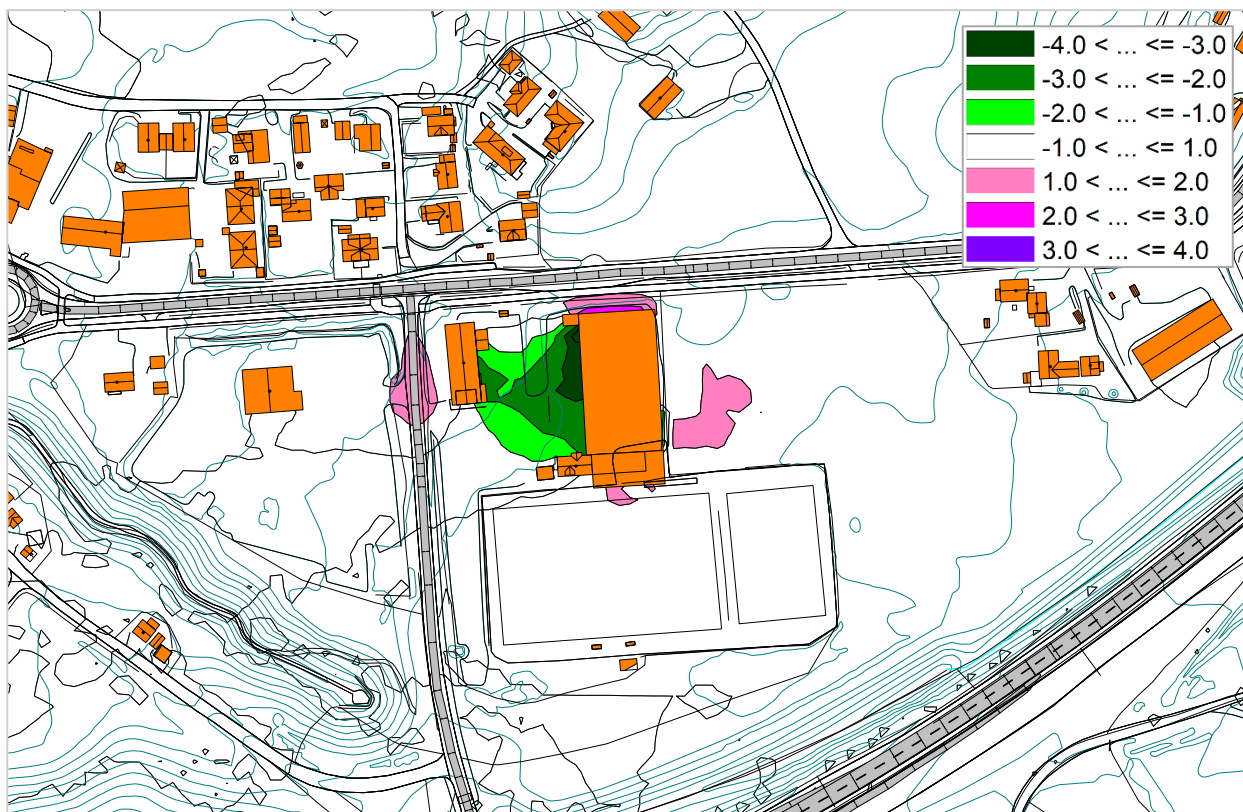 -4.0 < ... <= -3.0
-3.0 < ... <= -2.0
-2.0 < ... <= -1.0
-1.0 < ... <= 1.0
1.0 < ... <= 2.0
2.0 < ... <= 3.0
3.0 < ... <= 4.0